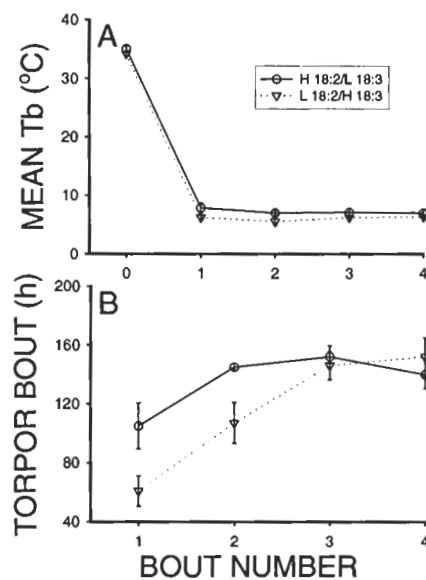 A
MEAN Tb (°C)
40
30
20
10
0
H 18:2/L 18:3
L 18:2/H 18:3
0 1 2 3 4
B
TORPOR BOUT (h)
200
160
120
80
40
1 2 3 4
BOUT NUMBER